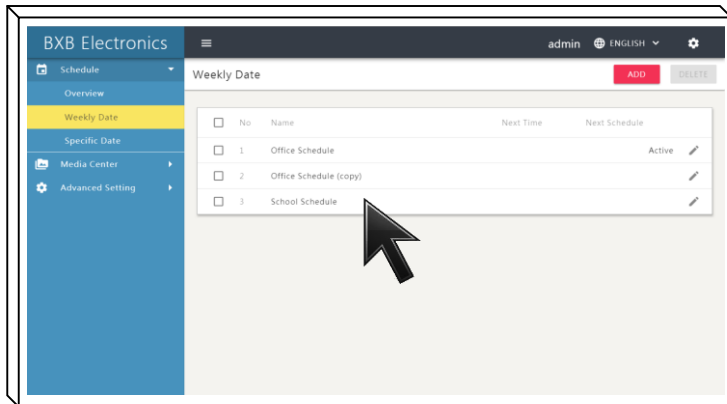 BXB Electronics
admin ENGLISH
Schedule
Overview
Weekly Date
Specific Date
Media Center
Advanced Setting
Weekly Date ADD DELETE
No Name Next Time Next Schedule
1 Office Schedule Active
2 Office Schedule (copy)
3 School Schedule